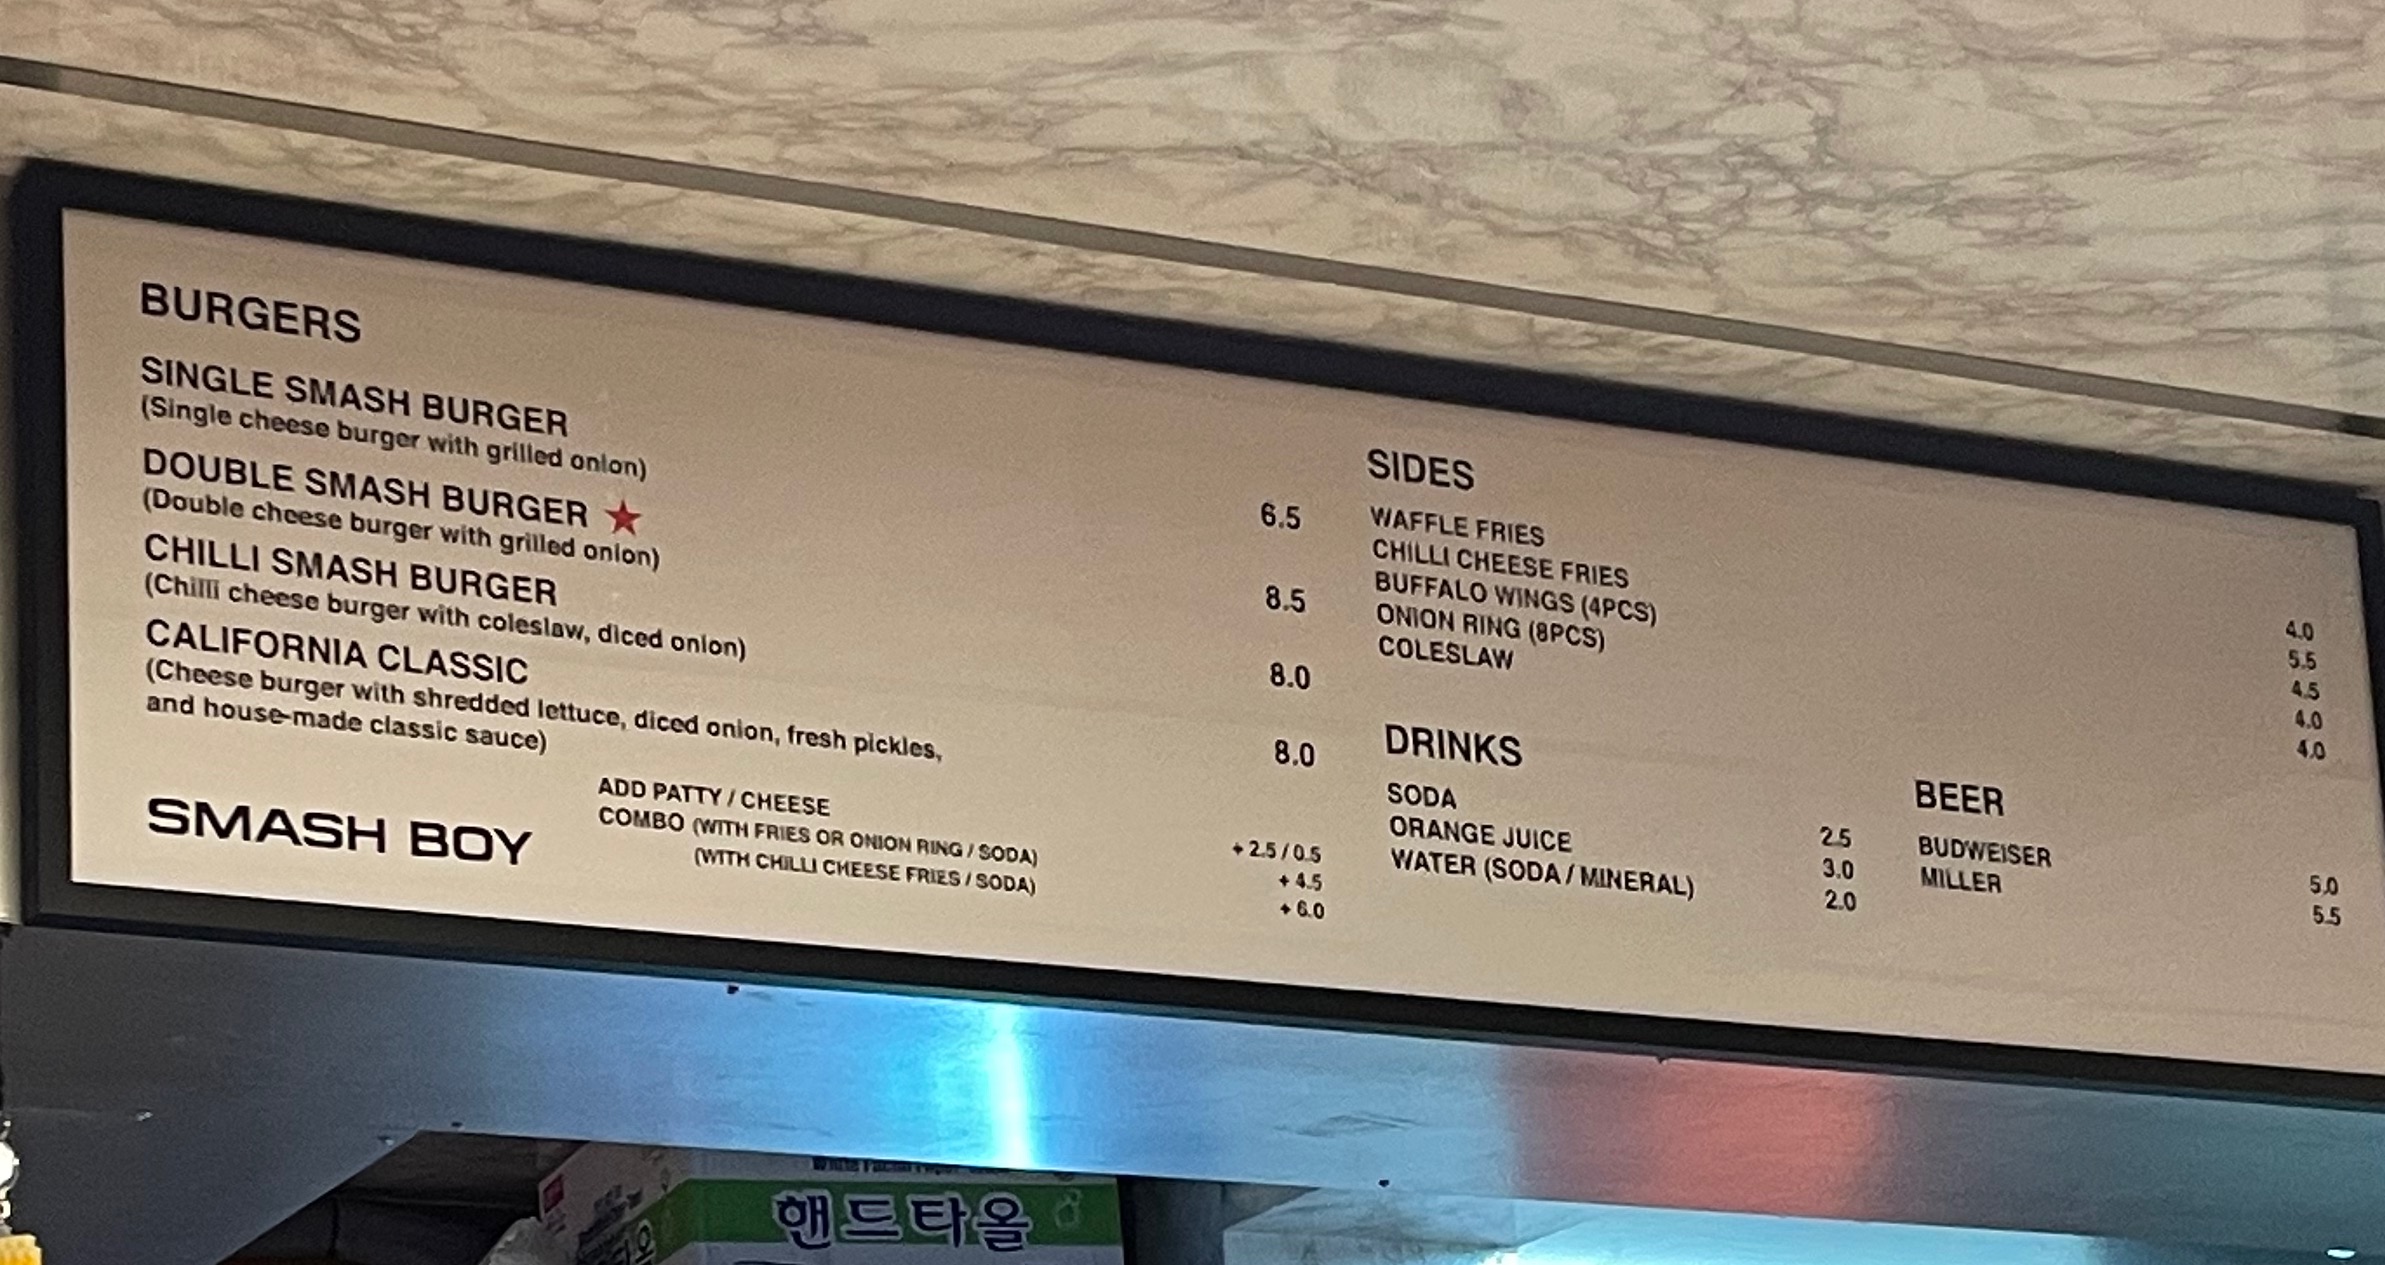 BURGERS
SINGLE SMASH BURGER 6.5
(Single cheese burger with grilled onion)
DOUBLE SMASH BURGER ★ 8.5
(Double cheese burger with grilled onion)
CHILLI SMASH BURGER 8.0
(Chilli cheese burger with coleslaw, diced onion)
CALIFORNIA CLASSIC 8.0
(Cheese burger with shredded lettuce, diced onion, fresh pickles,
and house-made classic sauce)
SMASH BOY
ADD PATTY / CHEESE + 2.5 / 0.5
COMBO (WITH FRIES OR ONION RING / SODA) + 4.5
(WITH CHILLI CHEESE FRIES / SODA) + 6.0
SIDES
WAFFLE FRIES 4.0
CHILLI CHEESE FRIES 5.5
BUFFALO WINGS (4PCS) 4.5
ONION RING (8PCS) 4.0
COLESLAW 4.0
DRINKS
SODA 2.5
ORANGE JUICE 3.0
WATER (SODA / MINERAL) 2.0
BEER
BUDWEISER 5.0
MILLER 5.5
핸드타올